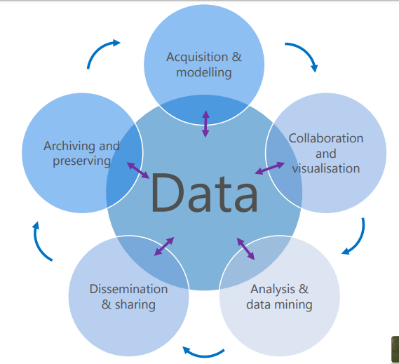 Acquisition &
modelling
Collaboration
and
visualisation
Analysis &
data mining
Dissemination
& sharing
Archiving and
preserving
Data